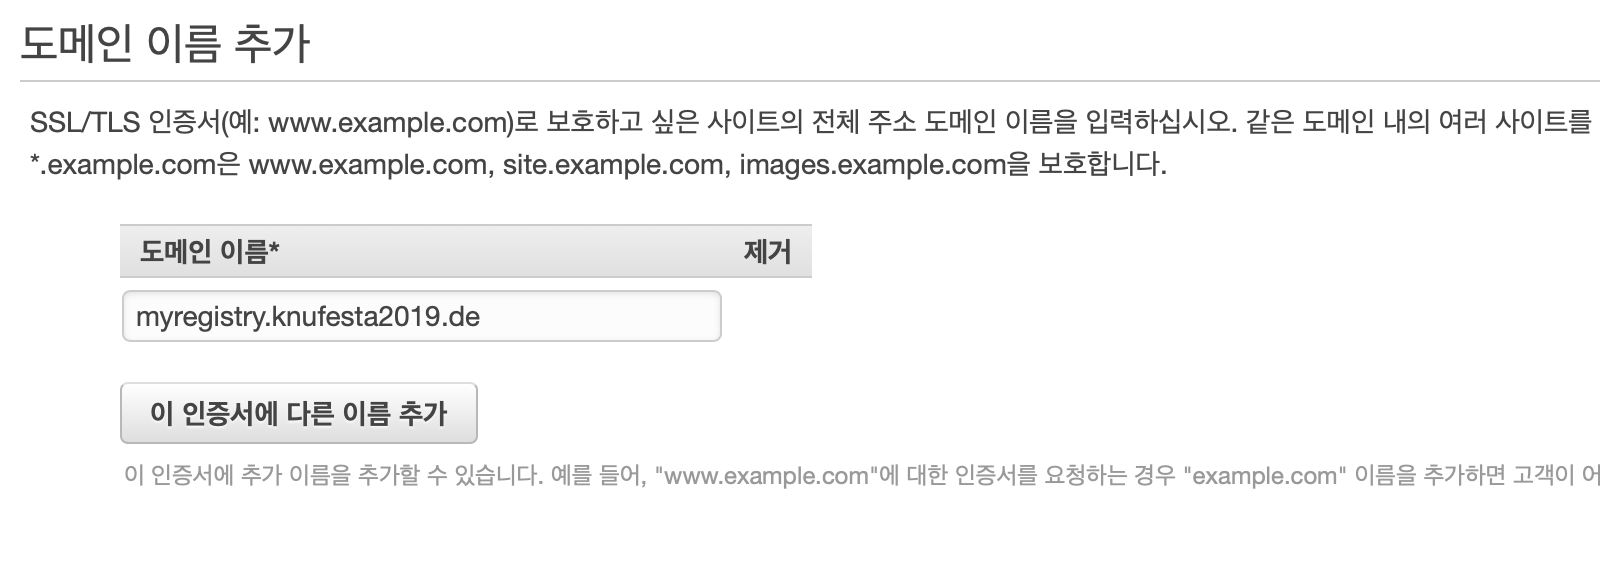 도메인 이름 추가
SSL/TLS 인증서(예: www.example.com)로 보호하고 싶은 사이트의 전체 주소 도메인 이름을 입력하십시오. 같은 도메인 내의 여러 사이트를
*.example.com은 www.example.com, site.example.com, images.example.com을 보호합니다.
도메인 이름* 제거
myregistry.knufesta2019.de
이 인증서에 다른 이름 추가
이 인증서에 추가 이름을 추가할 수 있습니다. 예를 들어, "www.example.com"에 대한 인증서를 요청하는 경우 "example.com" 이름을 추가하면 고객이 어